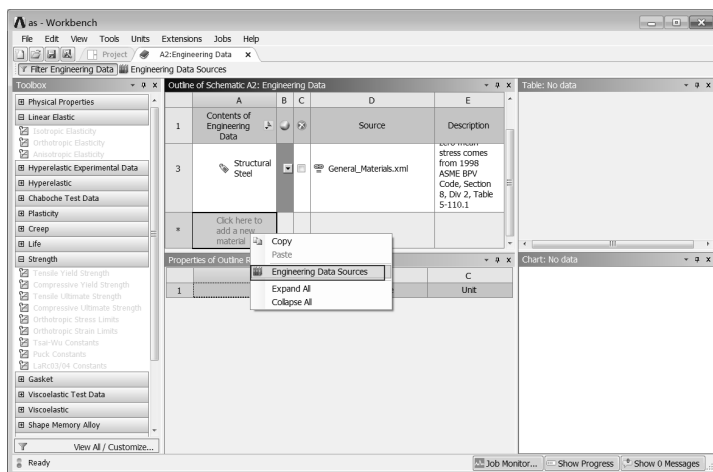 as - Workbench
File Edit View Tools Units Extensions Jobs Help
Project A2:Engineering Data x
Filter Engineering Data Engineering Data Sources
Toolbox
Physical Properties
Linear Elastic
Isotropic Elasticity
Orthotropic Elasticity
Anisotropic Elasticity
Hyperelastic Experimental Data
Hyperelastic
Chaboche Test Data
Plasticity
Creep
Life
Strength
Tensile Yield Strength
Compressive Yield Strength
Tensile Ultimate Strength
Compressive Ultimate Strength
Orthotropic Stress Limits
Orthotropic Strain Limits
Tsai-Wu Constants
Puck Constants
LaRc03/04 Constants
Gasket
Viscoelastic Test Data
Viscoelastic
Shape Memory Alloy
View All / Customize...
Outline of Schematic A2: Engineering Data
A B C D E
1 Contents of Engineering Data Source Description
3 Structural Steel General_Materials.xml
stress comes
from 1998
ASME BPV
Code, Section
8, Div 2, Table
5-110.1
* Click here to
add a new
material
Copy
Paste
Engineering Data Sources
Expand All
Collapse All
Properties of Outline R
C
1 Unit
Table: No data
Chart: No data
Ready
Job Monitor... Show Progress Show 0 Messages